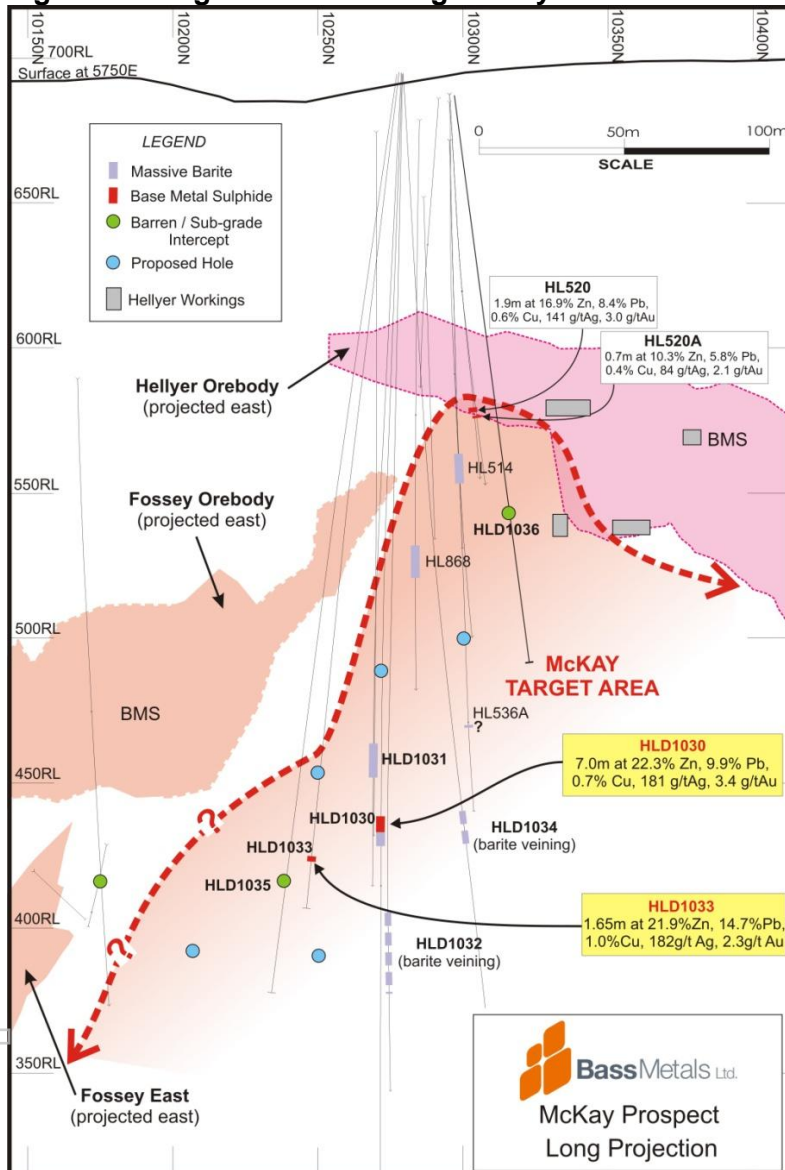 10150N
10200N
10250N
10300N
10350N
10400N
700RL
Surface at 5750E
LEGEND
Massive Barite
Base Metal Sulphide
Barren / Sub-grade
Intercept
Proposed Hole
Hellyer Workings
0 50m 100m
SCALE
650RL
HL520
1.9m at 16.9% Zn, 8.4% Pb,
0.6% Cu, 141 g/tAg, 3.0 g/tAu
HL520A
0.7m at 10.3% Zn, 5.8% Pb,
0.4% Cu, 84 g/tAg, 2.1 g/tAu
600RL
Hellyer Orebody
(projected east)
BMS
HL514
550RL
Fossey Orebody
(projected east)
HLD1036
HL868
500RL
McKAY
TARGET AREA
BMS
HL536A
?
HLD1031
HLD1030
7.0m at 22.3% Zn, 9.9% Pb,
0.7% Cu, 181 g/tAg, 3.4 g/tAu
450RL
?
HLD1030
HLD1034
(barite veining)
HLD1033
HLD1035
HLD1033
1.65m at 21.9%Zn, 14.7%Pb,
1.0%Cu, 182g/t Ag, 2.3g/t Au
400RL
?
HLD1032
(barite veining)
350RL
Fossey East
(projected east)
BassMetals Ltd.
McKay Prospect
Long Projection